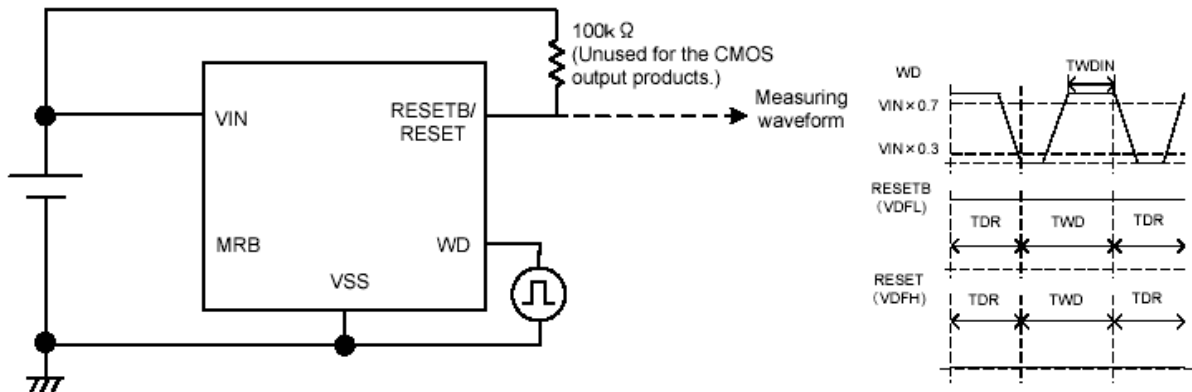 100k Ω
(Unused for the CMOS
output products.)
VIN
RESETB/
RESET
Measuring
waveform
MRB
WD
VSS
WD
TWDIN
VIN×0.7
VIN×0.3
RESETB
(VDFL)
TDR
TWD
TDR
RESET
(VDFH)
TDR
TWD
TDR